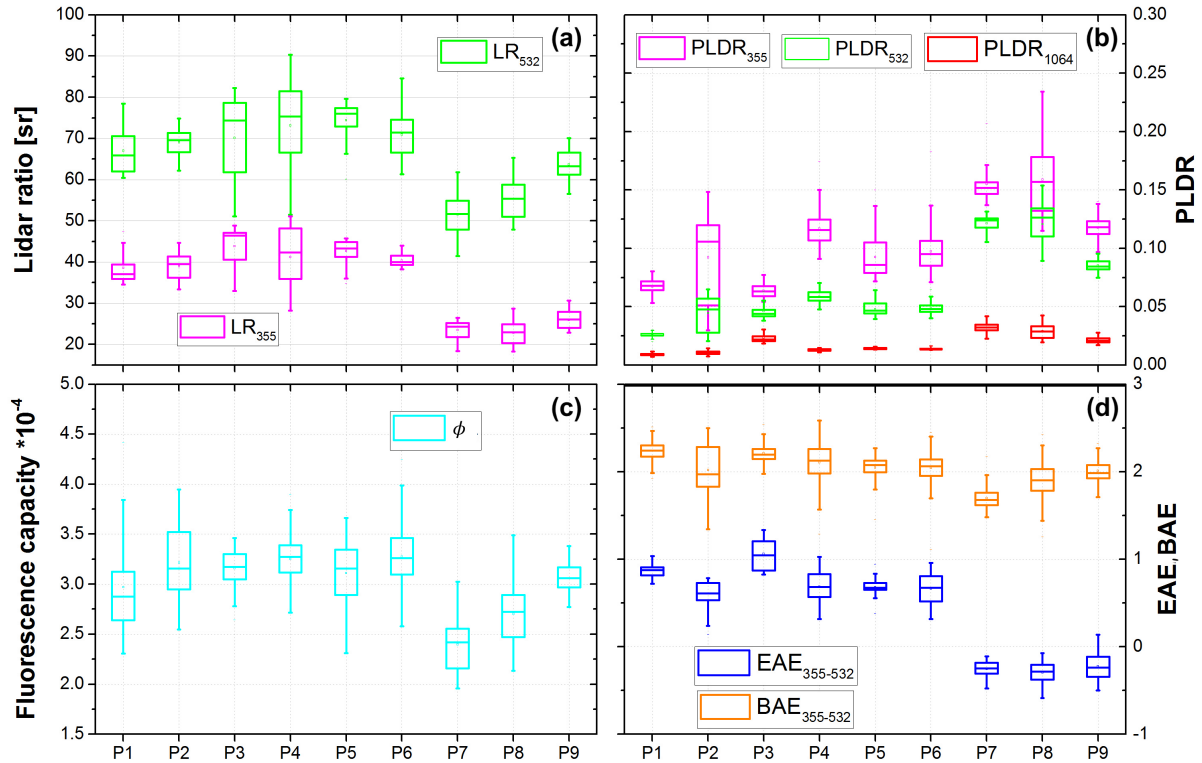 (a)
LR532
LR355
Lidar ratio [sr]
100
90
80
70
60
50
40
30
20
(b)
PLDR355
PLDR532
PLDR1064
0.30
0.25
0.20
0.15
0.10
0.05
0.00
PLDR
(c)
ϕ
Fluorescence capacity *10-4
5.0
4.5
4.0
3.5
3.0
2.5
2.0
1.5
P1 P2 P3 P4 P5 P6 P7 P8 P9
(d)
EAE355-532
BAE355-532
3
2
1
0
-1
EAE, BAE
P1 P2 P3 P4 P5 P6 P7 P8 P9